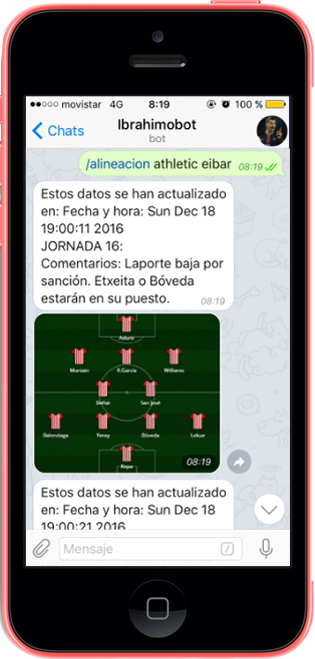 movistar 4G 8:19 100 %
Chats
Ibrahimobot
bot
/alineacion athletic eibar 08:19
Estos datos se han actualizado
en: Fecha y hora: Sun Dec 18
19:00:11 2016
JORNADA 16:
Comentarios: Laporte baja por
sanción. Etxeita o Bóveda
estarán en su puesto.
08:19
Aduriz
Muniain R.García Williams
Beñat San José
Balenziaga Yeray Bóveda Lekue
Kepa
08:19
Estos datos se han actualizado
en: Fecha y hora: Sun Dec 18
19:00:21 2016
Mensaje